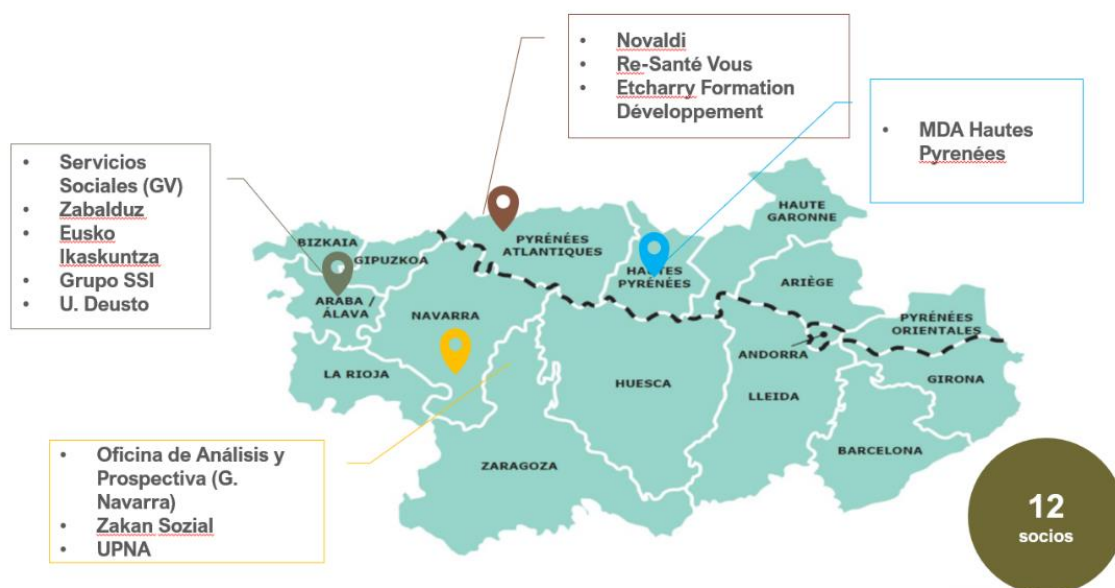 • Novaldi
• Re-Santé Vous
• Etcharry Formation
Développement
• MDA Hautes
Pyrenées
• Servicios
Sociales (GV)
• Zabalduz
• Eusko
Ikaskuntza
• Grupo SSI
• U. Deusto
HAUTE
GARONNE
BIZKAIA
GIPUZKOA
PYRÉNÉES
ATLANTIQUES
HAUTES
PYRÉNÉES
ARIÈGE
ARABA /
ÁLAVA
NAVARRA
PYRÉNÉES
ORIENTALES
ANDORRA
LA RIOJA
HUESCA
LLEIDA
GIRONA
BARCELONA
ZARAGOZA
• Oficina de Análisis y
Prospectiva (G.
Navarra)
• Zakan Sozial
• UPNA
12
socios